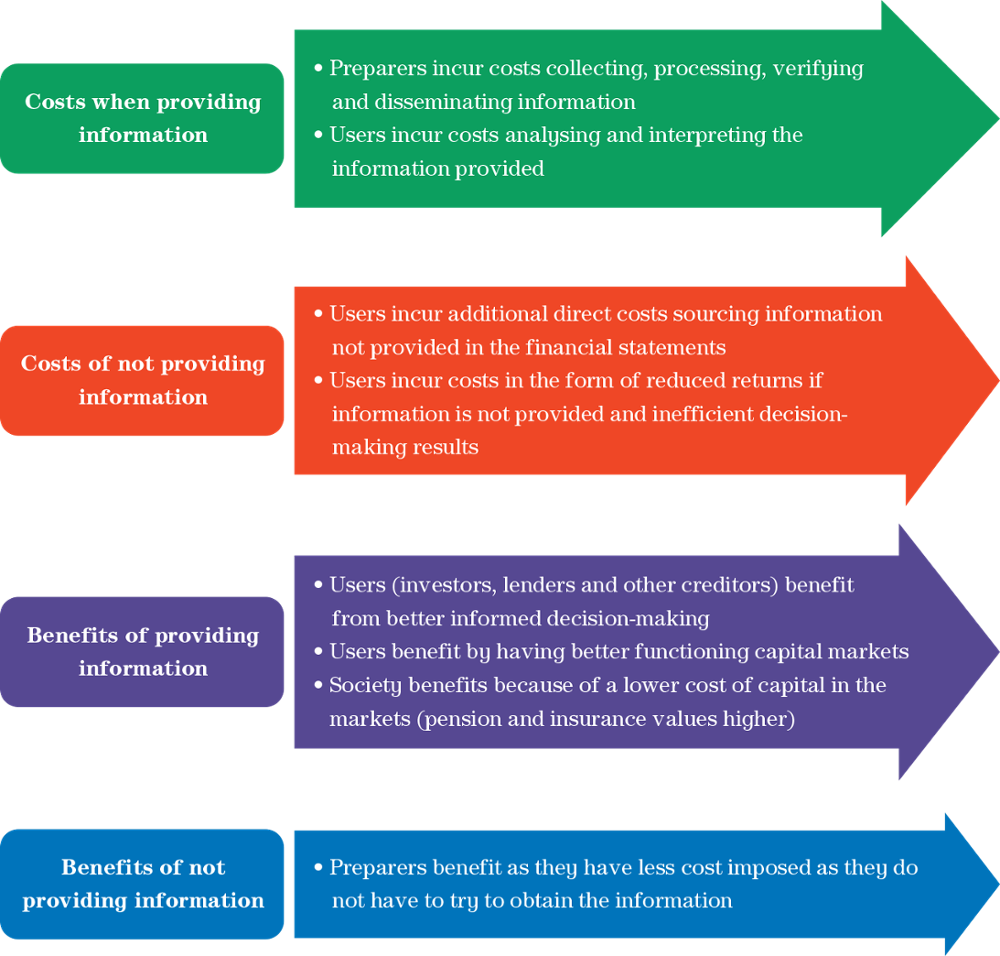 Costs when providing
information
• Preparers incur costs collecting, processing, verifying
and disseminating information
• Users incur costs analysing and interpreting the
information provided
Costs of not providing
information
• Users incur additional direct costs sourcing information
not provided in the financial statements
• Users incur costs in the form of reduced returns if
information is not provided and inefficient decision-
making results
Benefits of providing
information
• Users (investors, lenders and other creditors) benefit
from better informed decision-making
• Users benefit by having better functioning capital markets
• Society benefits because of a lower cost of capital in the
markets (pension and insurance values higher)
Benefits of not
providing information
• Preparers benefit as they have less cost imposed as they do
not have to try to obtain the information